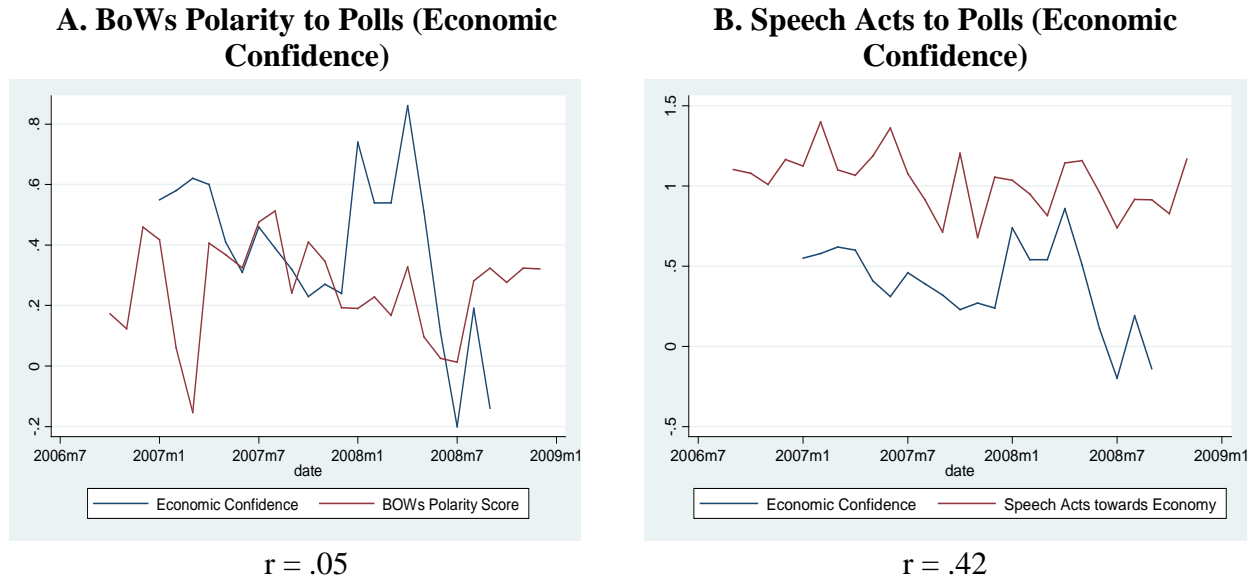 A. BoWs Polarity to Polls (Economic
Confidence)
.8
.6
.4
.2
0
-.2
2006m7 2007m1 2007m7 2008m1 2008m7 2009m1
date
Economic Confidence BOWs Polarity Score
r = .05
B. Speech Acts to Polls (Economic
Confidence)
1.5
1
.5
0
-.5
2006m7 2007m1 2007m7 2008m1 2008m7 2009m1
date
Economic Confidence Speech Acts towards Economy
r = .42